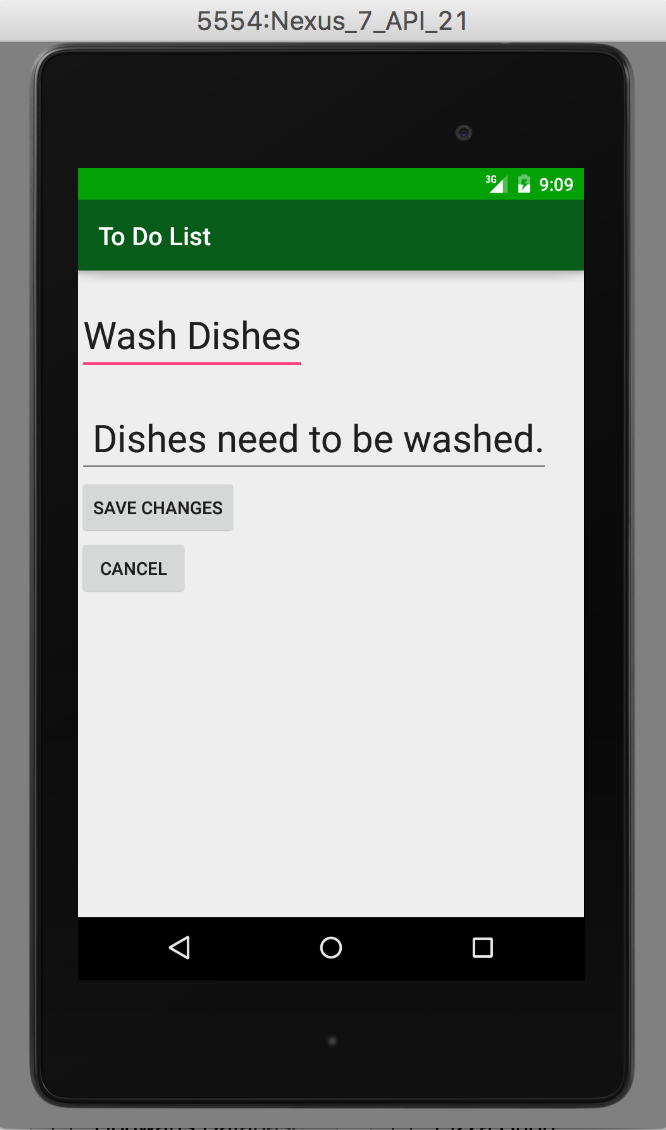 5554:Nexus_7_API_21
3G 9:09
To Do List
Wash Dishes
Dishes need to be washed.
SAVE CHANGES
CANCEL